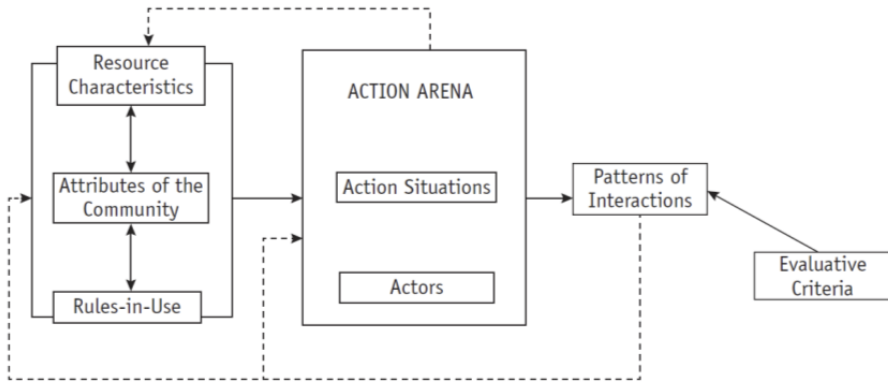 Resource
Characteristics
ACTION ARENA
Attributes of the
Community
Action Situations
Patterns of
Interactions
Evaluative
Criteria
Rules-in-Use
Actors